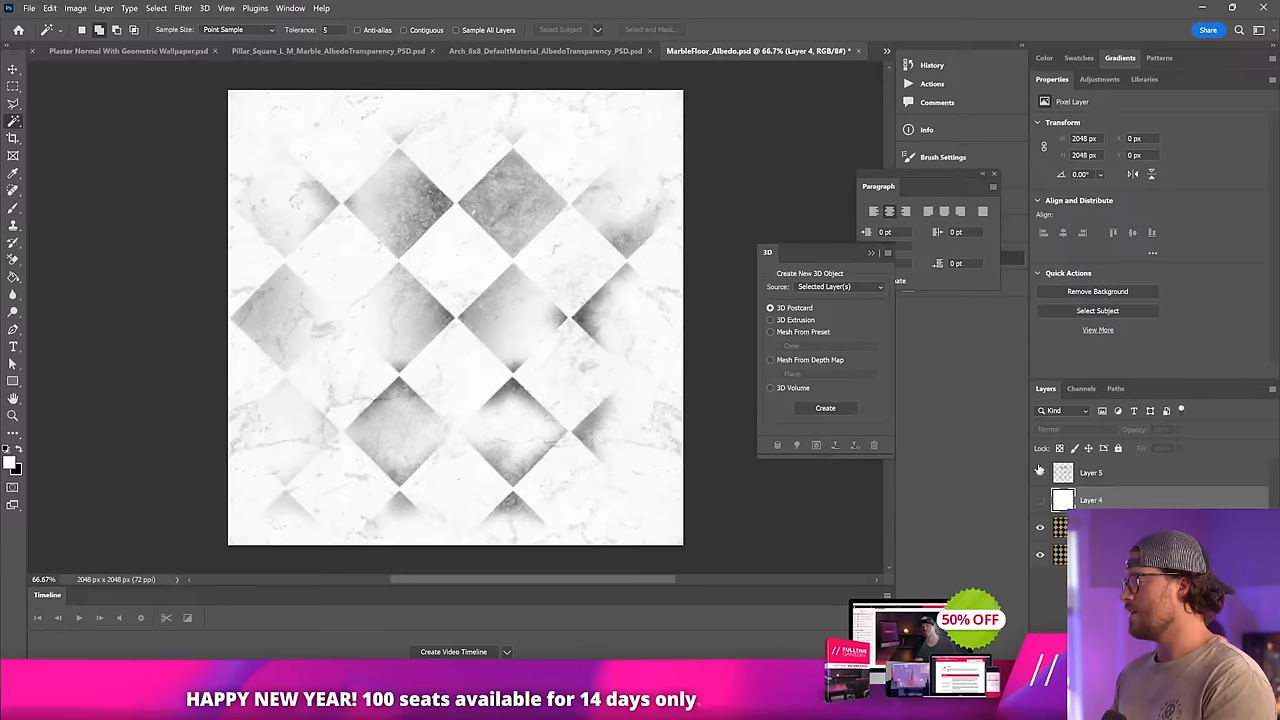 File Edit Image Layer Type Select Filter 3D View Plugins Window Help
Sample Size: Point Sample Tolerance: 5 Anti-alias Contiguous Sample All Layers Select Subject Select and Mask...
Share
Plaster Normal With Geometric Wallpaper.psd Pillar_Square_L_M_Marble_AlbedoTransparency_PSD.psd Arch_8x8_DefaultMaterial_AlbedoTransparency_PSD.psd MarbleFloor_Albedo.psd @ 66.7% (Layer 4, RGB/8#) *
History
Actions
Comments
Info
Brush Settings
Paragraph
0 pt 0 pt
0 pt
ate
3D
Create New 3D Object
Source: Selected Layer(s)
3D Postcard
3D Extrusion
Mesh From Preset
Cone
Mesh From Depth Map
Plane
3D Volume
Create
Color Swatches Gradients Patterns
Properties Adjustments Libraries
Pixel Layer
Transform
W 2048 px X 0 px
H 2048 px Y 0 px
0.00°
Align and Distribute
Align:
Quick Actions
Remove Background
Select Subject
View More
Layers Channels Paths
Kind
Normal Opacity: 100%
Lock: Fill: 100%
Layer 5
Layer 4
66.67% 2048 px x 2048 px (72 ppi)
Timeline
Create Video Timeline
50% OFF
// FULLTIME
GAMEDEV
HAPPY NEW YEAR! 100 seats available for 14 days only.